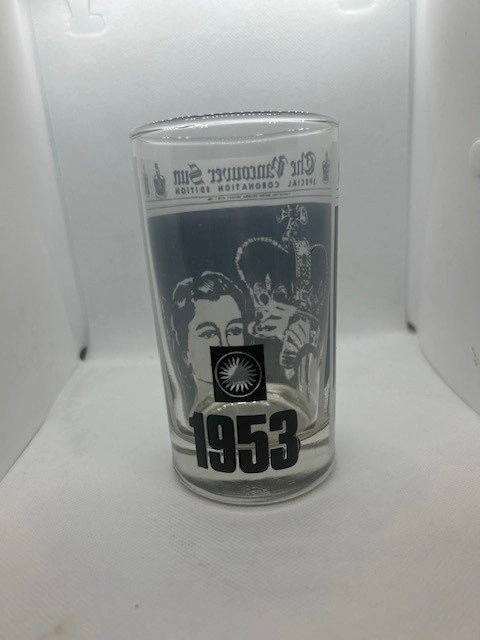 The Vancouver Sun
SPECIAL CORONATION EDITION
1953